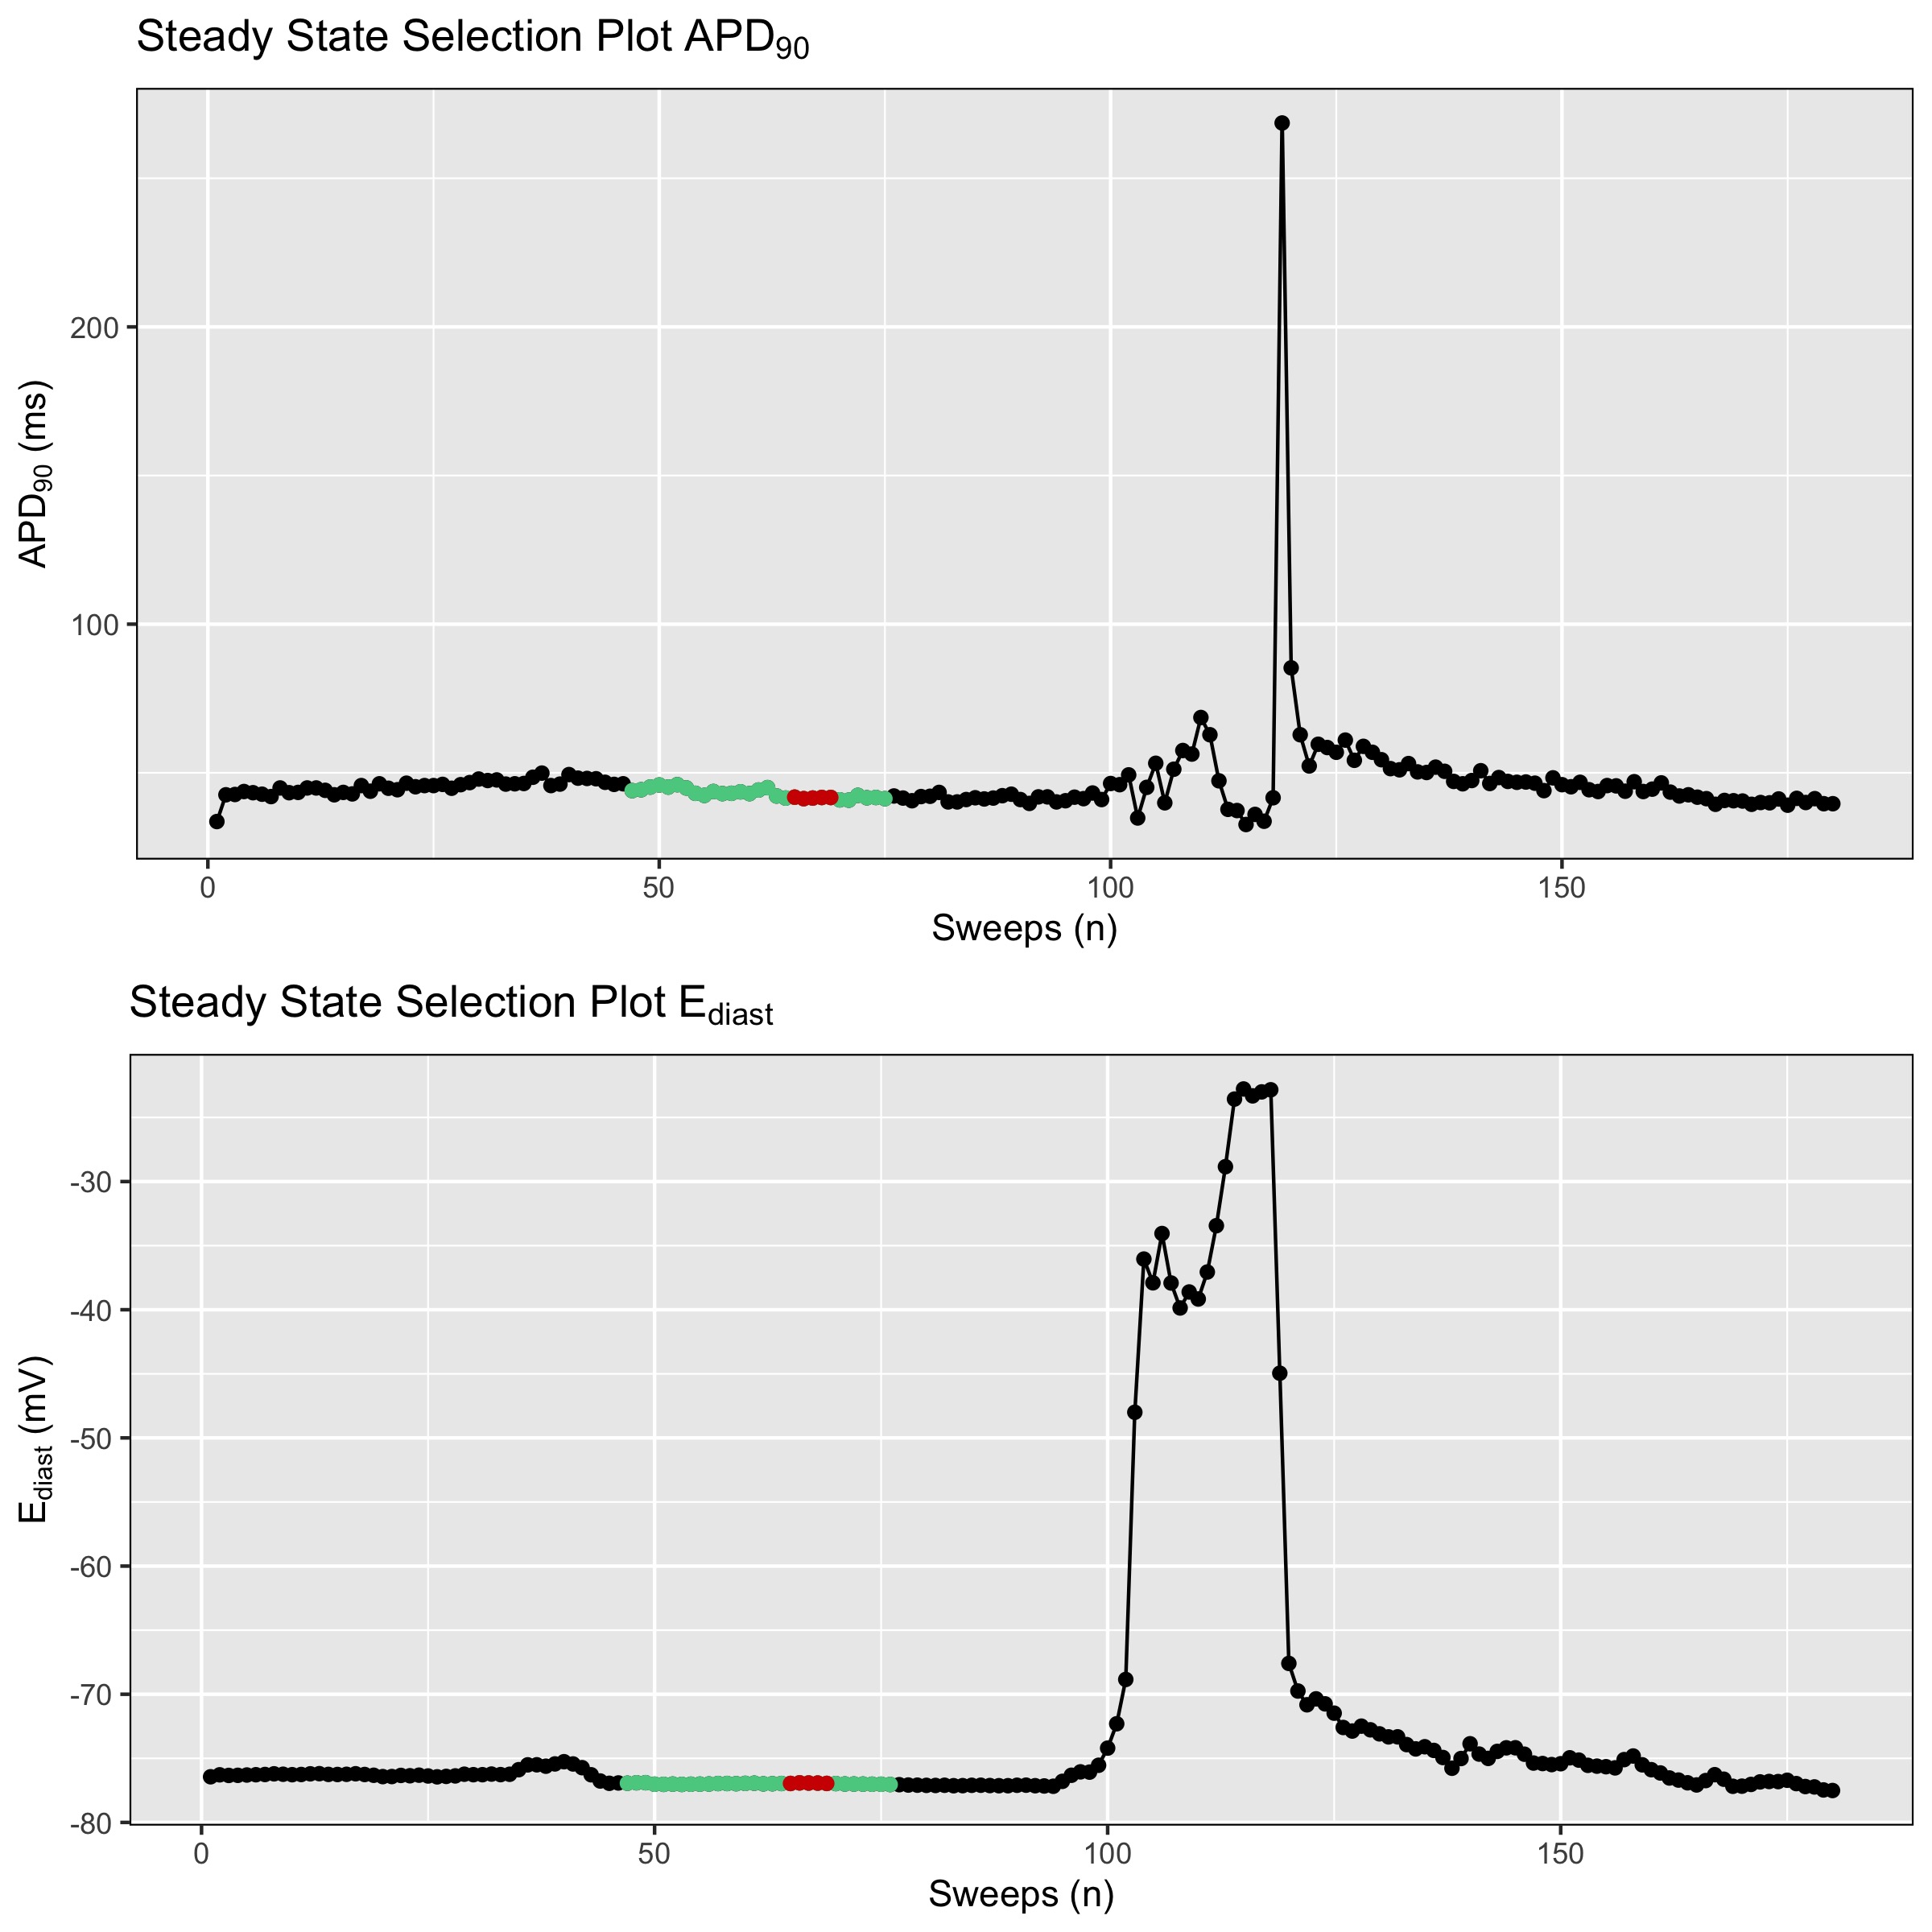 Steady State Selection Plot APD90
200
100
APD90 (ms)
0 50 100 150
Sweeps (n)
Steady State Selection Plot Ediast
-30
-40
-50
-60
-70
-80
Ediast (mV)
0 50 100 150
Sweeps (n)